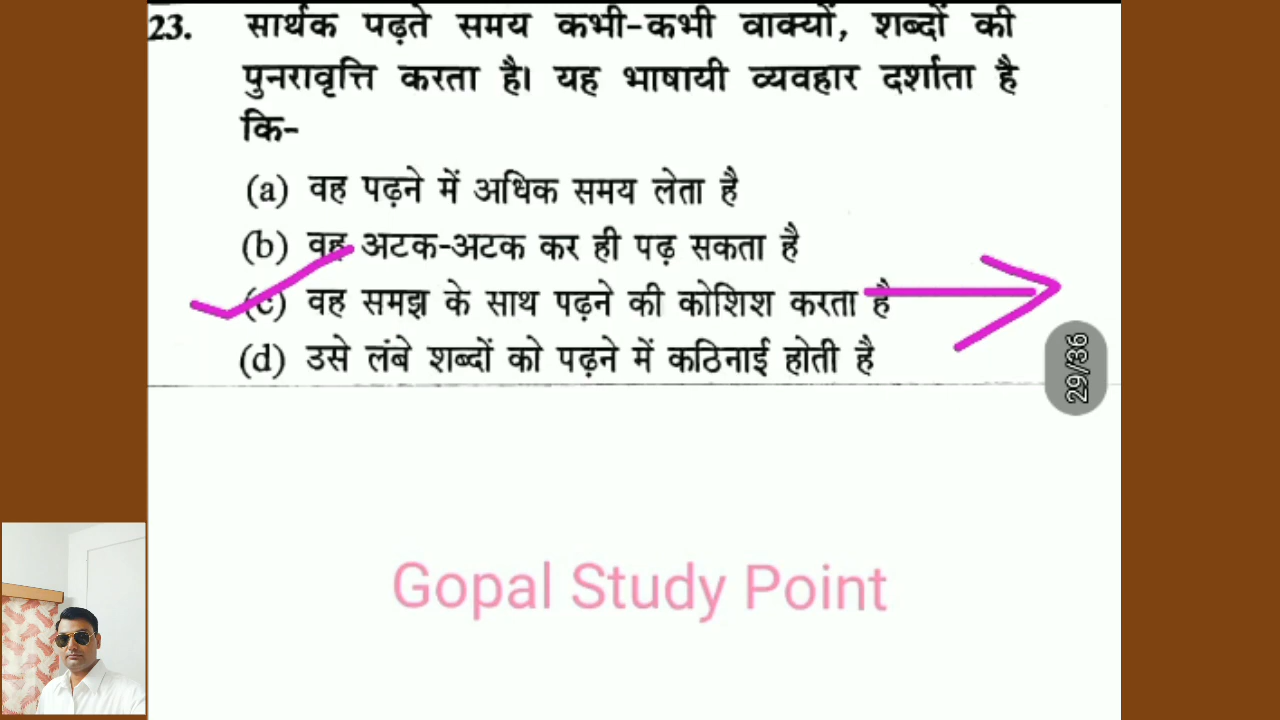 23. सार्थक पढ़ते समय कभी-कभी वाक्यों, शब्दों की
पुनरावृत्ति करता है। यह भाषायी व्यवहार दर्शाता है
कि-
(a) वह पढ़ने में अधिक समय लेता है
(b) वह अटक-अटक कर ही पढ़ सकता है
(c) वह समझ के साथ पढ़ने की कोशिश करता है
(d) उसे लंबे शब्दों को पढ़ने में कठिनाई होती है
29/36
Gopal Study Point